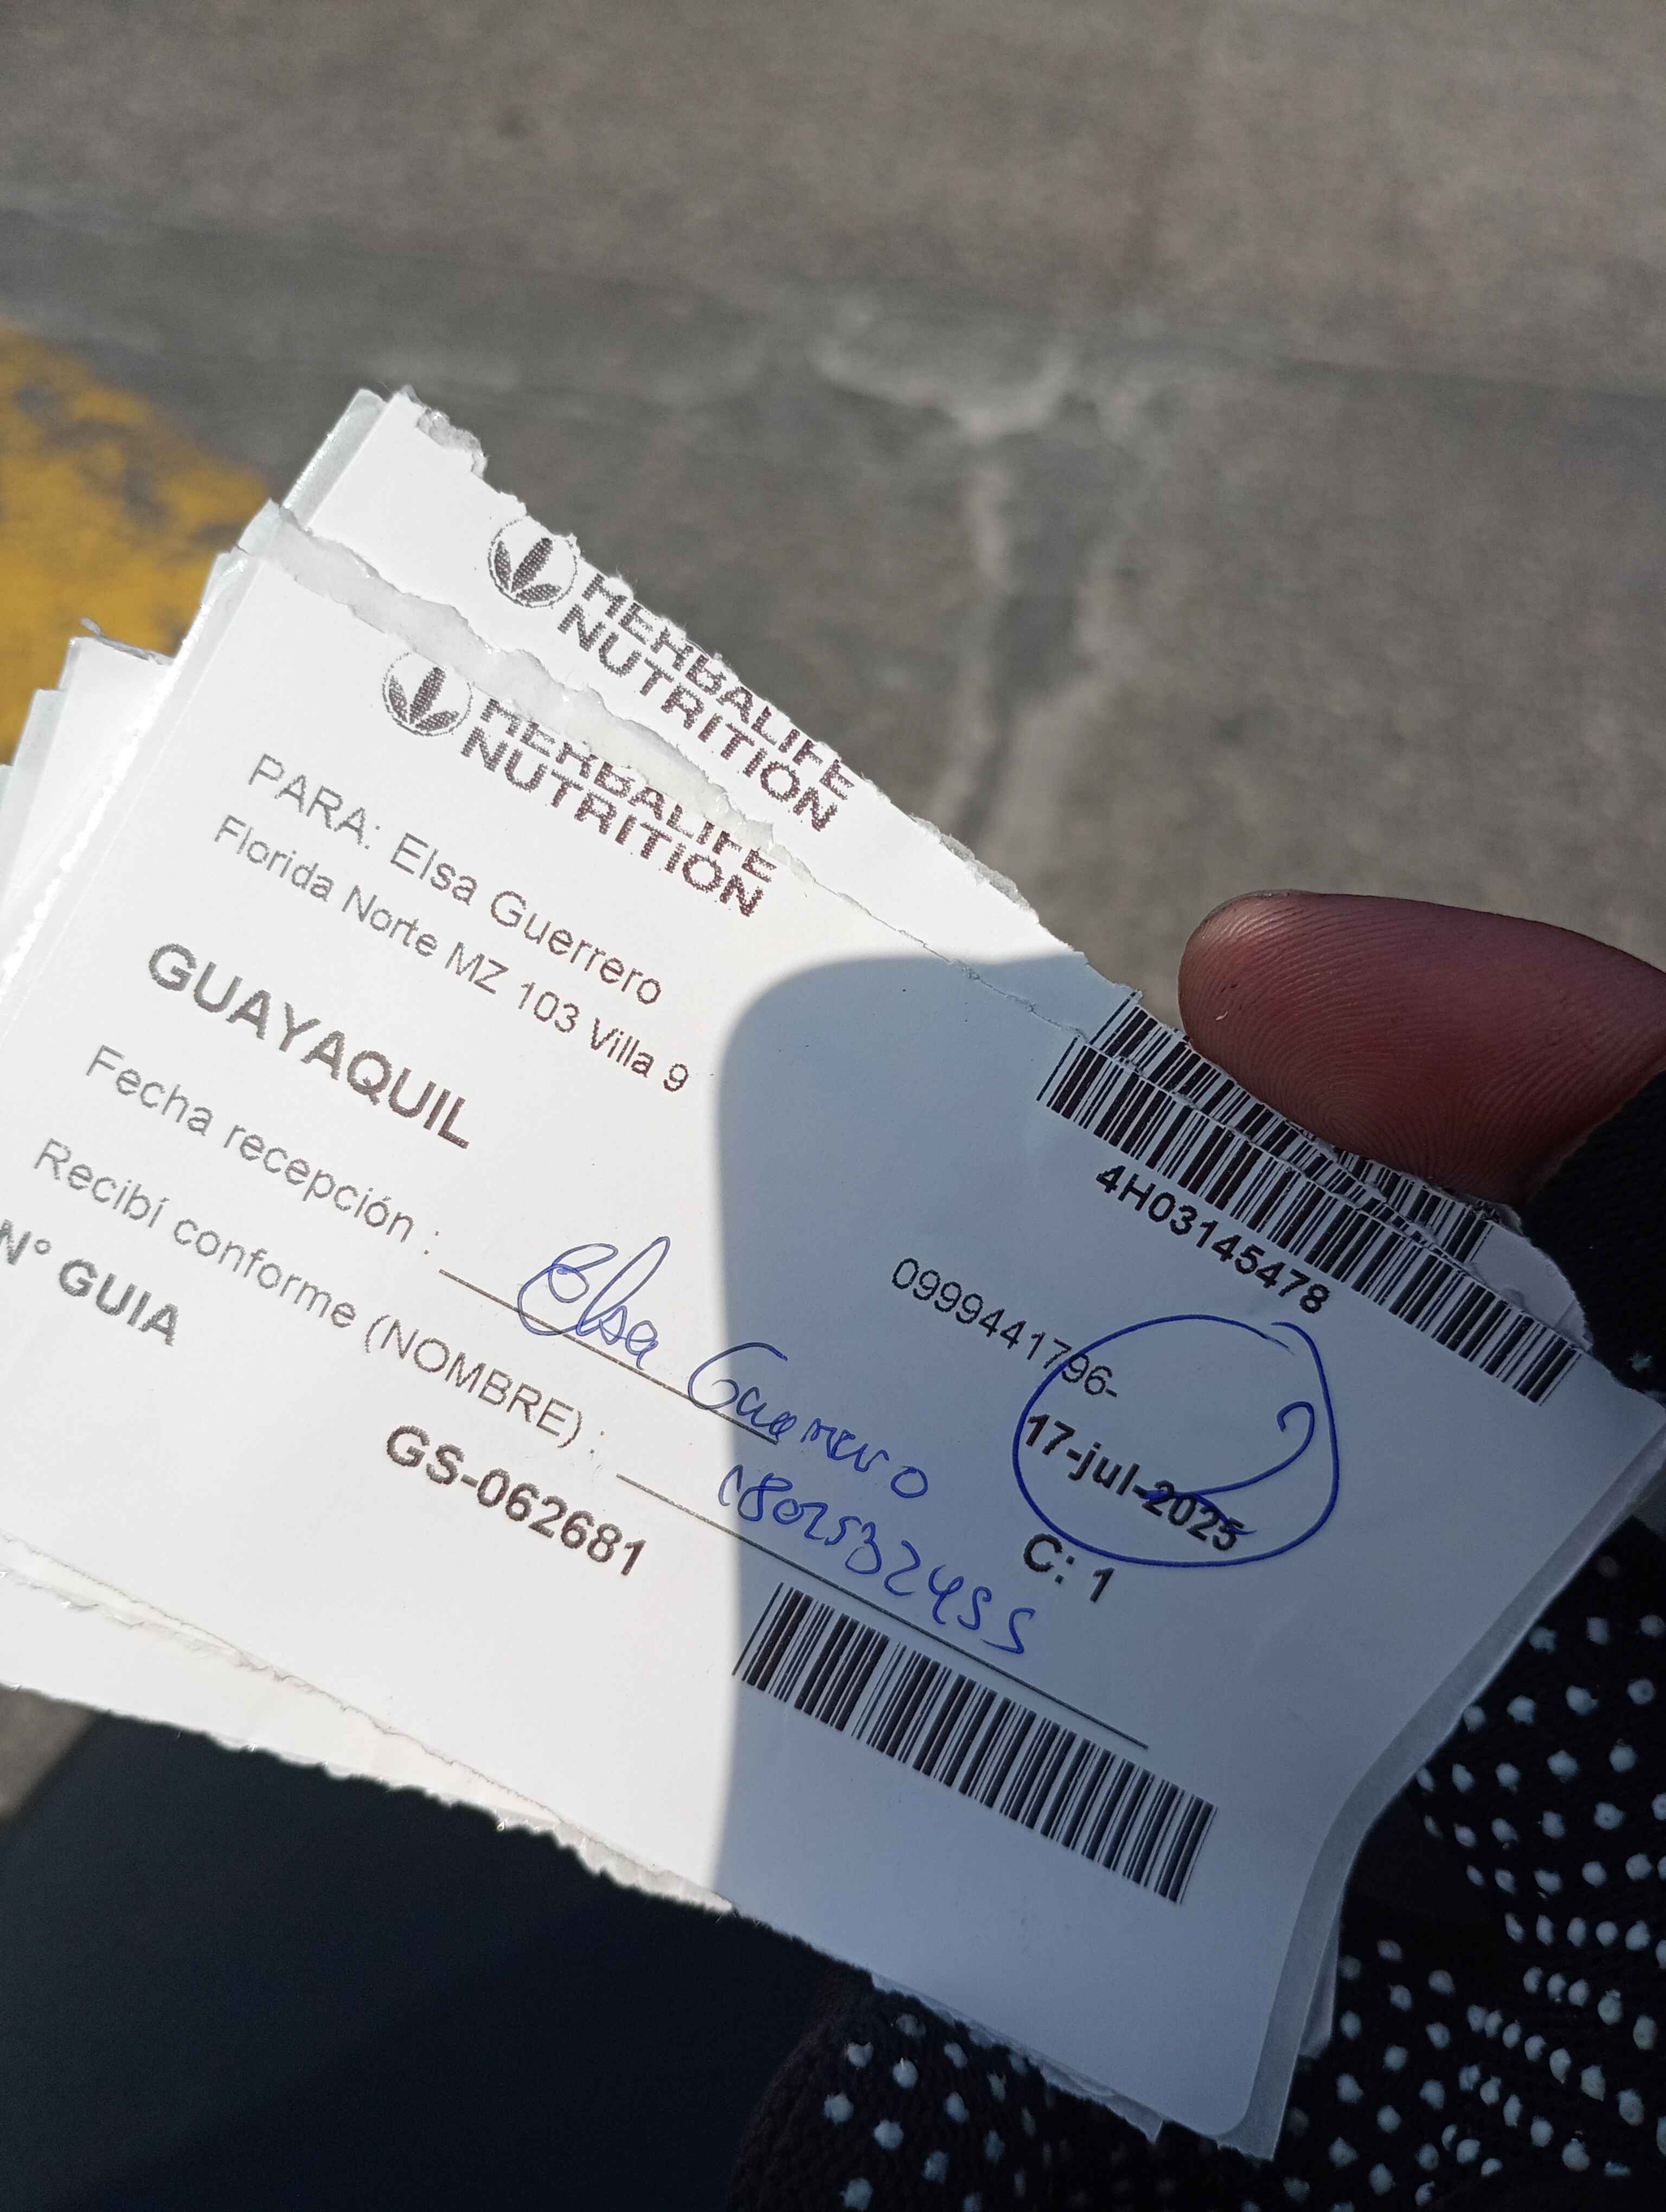 HERBALIFE
NUTRITION
HERBALIFE
NUTRITION
4H03145478
PARA: Elsa Guerrero
Florida Norte MZ 103 Villa 9
0999441796-
GUAYAQUIL
17-jul-2025
2
C: 1
Fecha recepción :
Elsa Guerrero
Recibí conforme (NOMBRE) :
N° GUIA
GS-062681